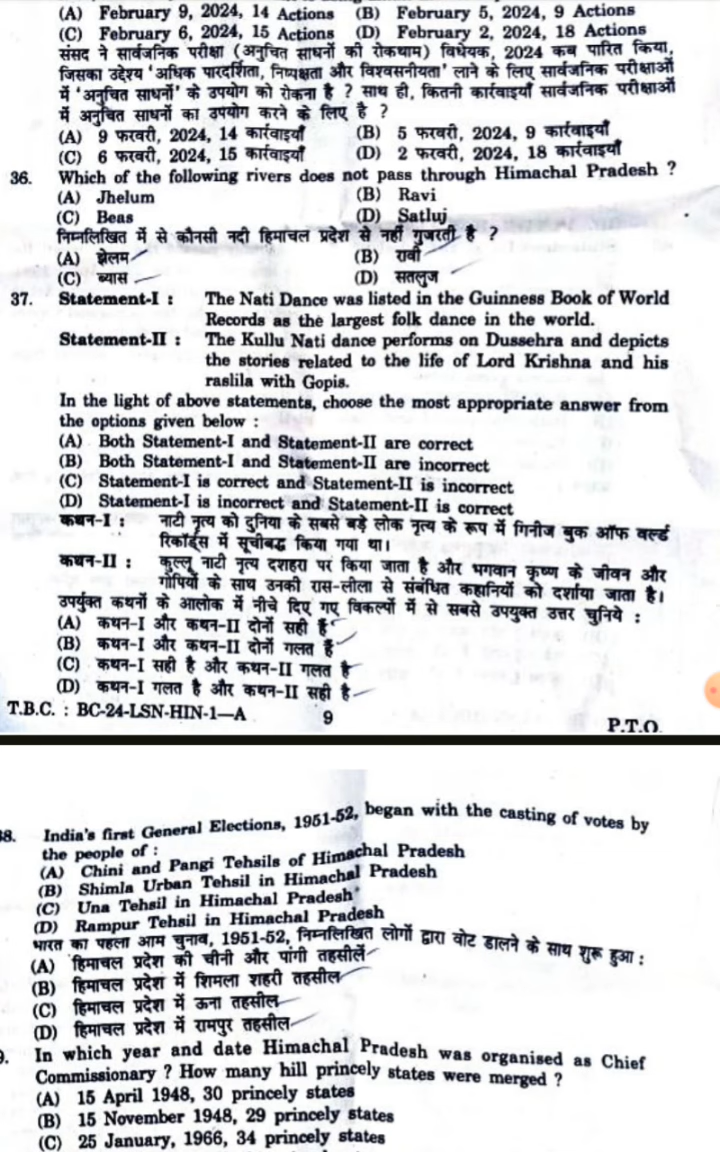 (A) February 9, 2024, 14 Actions (B) February 5, 2024, 9 Actions
(C) February 6, 2024, 15 Actions (D) February 2, 2024, 18 Actions
संसद ने सार्वजनिक परीक्षा (अनुचित साधनों की रोकथाम) विधेयक, 2024 कब पारित किया,
जिसका उद्देश्य 'अधिक पारदर्शिता, निष्पक्षता और विश्वसनीयता' लाने के लिए सार्वजनिक परीक्षाओं
में 'अनुचित साधनों' के उपयोग को रोकना है ? साथ ही, कितनी कार्रवाइयाँ सार्वजनिक परीक्षाओं
में अनुचित साधनों का उपयोग करने के लिए है ?
(A) 9 फरवरी, 2024, 14 कार्रवाइयाँ (B) 5 फरवरी, 2024, 9 कार्रवाइयाँ
(C) 6 फरवरी, 2024, 15 कार्रवाइयाँ (D) 2 फरवरी, 2024, 18 कार्रवाइयाँ
36. Which of the following rivers does not pass through Himachal Pradesh ?
(A) Jhelum (B) Ravi
(C) Beas (D) Satluj
निम्नलिखित में से कौनसी नदी हिमाचल प्रदेश से नहीं गुजरती है ?
(A) झेलम (B) रावी
(C) ब्यास (D) सतलुज
37. Statement-I : The Nati Dance was listed in the Guinness Book of World
Records as the largest folk dance in the world.
Statement-II : The Kullu Nati dance performs on Dussehra and depicts
the stories related to the life of Lord Krishna and his
raslila with Gopis.
In the light of above statements, choose the most appropriate answer from
the options given below :
(A) Both Statement-I and Statement-II are correct
(B) Both Statement-I and Statement-II are incorrect
(C) Statement-I is correct and Statement-II is incorrect
(D) Statement-I is incorrect and Statement-II is correct
कथन-I : नाटी नृत्य को दुनिया के सबसे बड़े लोक नृत्य के रूप में गिनीज बुक ऑफ वर्ल्ड
रिकॉर्ड्स में सूचीबद्ध किया गया था।
कथन-II : कुल्लू नाटी नृत्य दशहरा पर किया जाता है और भगवान कृष्ण के जीवन और
गोपियों के साथ उनकी रास-लीला से संबंधित कहानियों को दर्शाया जाता है।
उपर्युक्त कथनों के आलोक में नीचे दिए गए विकल्पों में से सबसे उपयुक्त उत्तर चुनिये :
(A) कथन-I और कथन-II दोनों सही हैं
(B) कथन-I और कथन-II दोनों गलत हैं
(C) कथन-I सही है और कथन-II गलत है
(D) कथन-I गलत है और कथन-II सही है
T.B.C. : BC-24-LSN-HIN-1—A 9 P.T.O.
38. India's first General Elections, 1951-52, began with the casting of votes by
the people of :
(A) Chini and Pangi Tehsils of Himachal Pradesh
(B) Shimla Urban Tehsil in Himachal Pradesh
(C) Una Tehsil in Himachal Pradesh
(D) Rampur Tehsil in Himachal Pradesh
भारत का पहला आम चुनाव, 1951-52, निम्नलिखित लोगों द्वारा वोट डालने के साथ शुरू हुआ :
(A) हिमाचल प्रदेश की चीनी और पांगी तहसीलें
(B) हिमाचल प्रदेश में शिमला शहरी तहसील
(C) हिमाचल प्रदेश में ऊना तहसील
(D) हिमाचल प्रदेश में रामपुर तहसील
9. In which year and date Himachal Pradesh was organised as Chief
Commissionary ? How many hill princely states were merged ?
(A) 15 April 1948, 30 princely states
(B) 15 November 1948, 29 princely states
(C) 25 January, 1966, 34 princely states